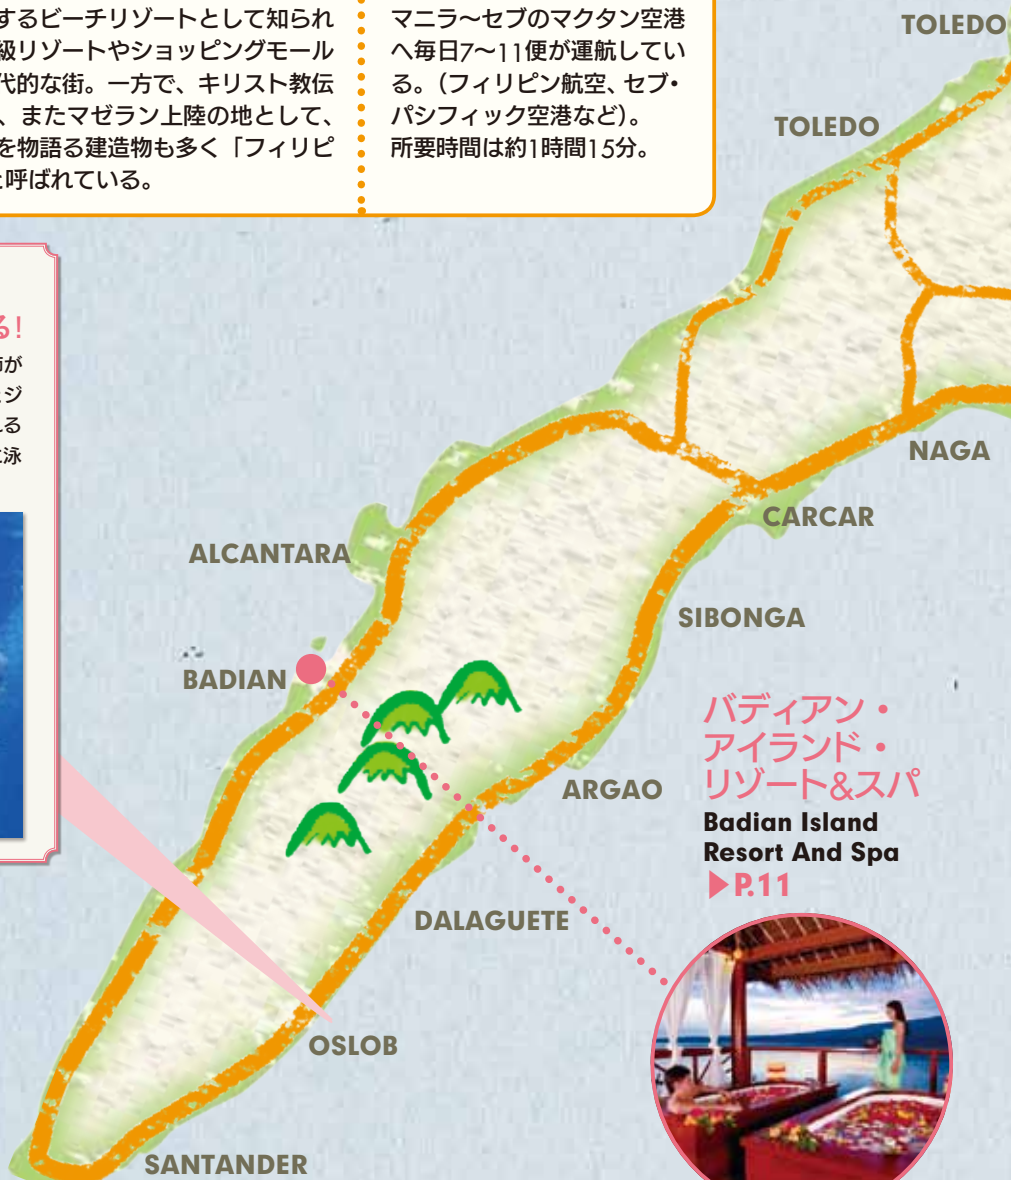 するビーチリゾートとして知られ
級リゾートやショッピングモール
代的な街。一方で、キリスト教伝
、またマゼラン上陸の地として、
を物語る建造物も多く「フィリピ
と呼ばれている。
マニラ〜セブのマクタン空港
へ毎日7〜11便が運航してい
る。（フィリピン航空、セブ・
パシフィック空港など）。
所要時間は約1時間15分。
る!
が
ジ
る
泳
TOLEDO
TOLEDO
NAGA
CARCAR
ALCANTARA
SIBONGA
BADIAN
ARGAO
バディアン・
アイランド・
リゾート&スパ
Badian Island
Resort And Spa
▶P.11
DALAGUETE
OSLOB
SANTANDER